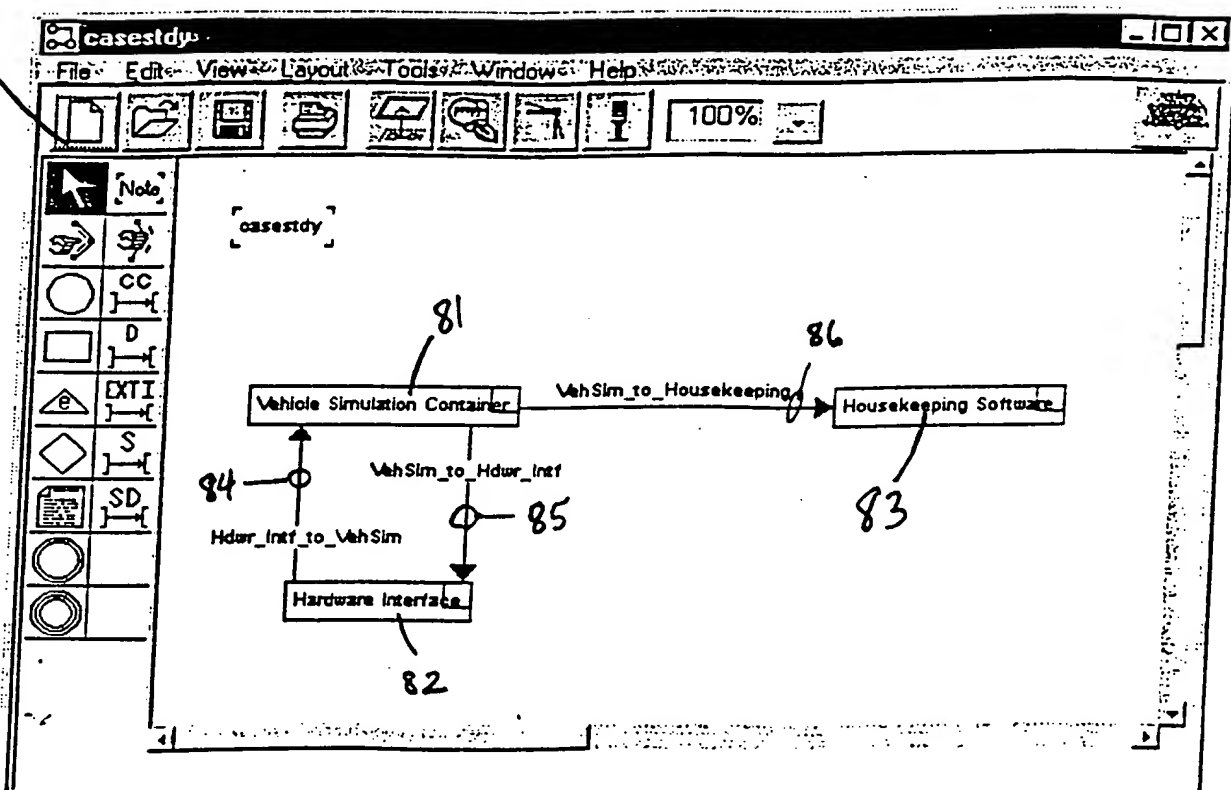 casestdy
File Edit View Layout Tools Window Help
100%
[Note]
casestdy
CC
D
e
EXTI
S
SD
81
86
Vehicle Simulation Container
VehSim_to_Housekeeping
Housekeeping Software
84
VehSim_to_Hdwr_Intf
85
83
Hdwr_Intf_to_VehSim
Hardware Interface
82